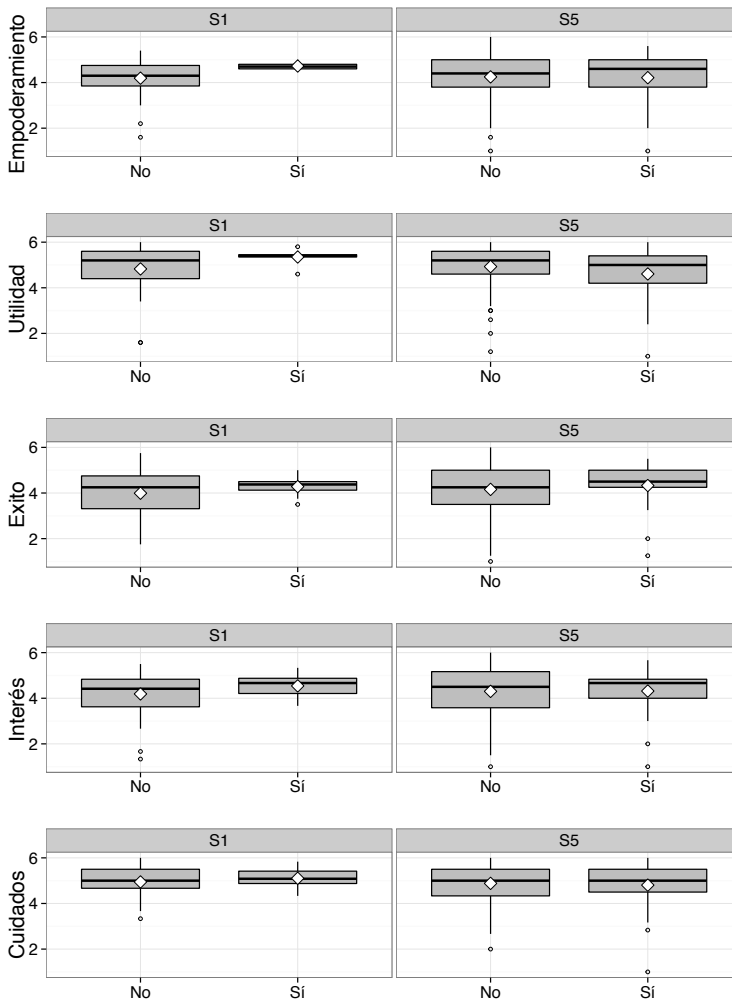 S1 S5
Empoderamiento
6
4
2
No Sí No Sí
S1 S5
Utilidad
6
4
2
No Sí No Sí
S1 S5
Exito
6
4
2
No Sí No Sí
S1 S5
Interés
6
4
2
No Sí No Sí
S1 S5
Cuidados
6
4
2
No Sí No Sí